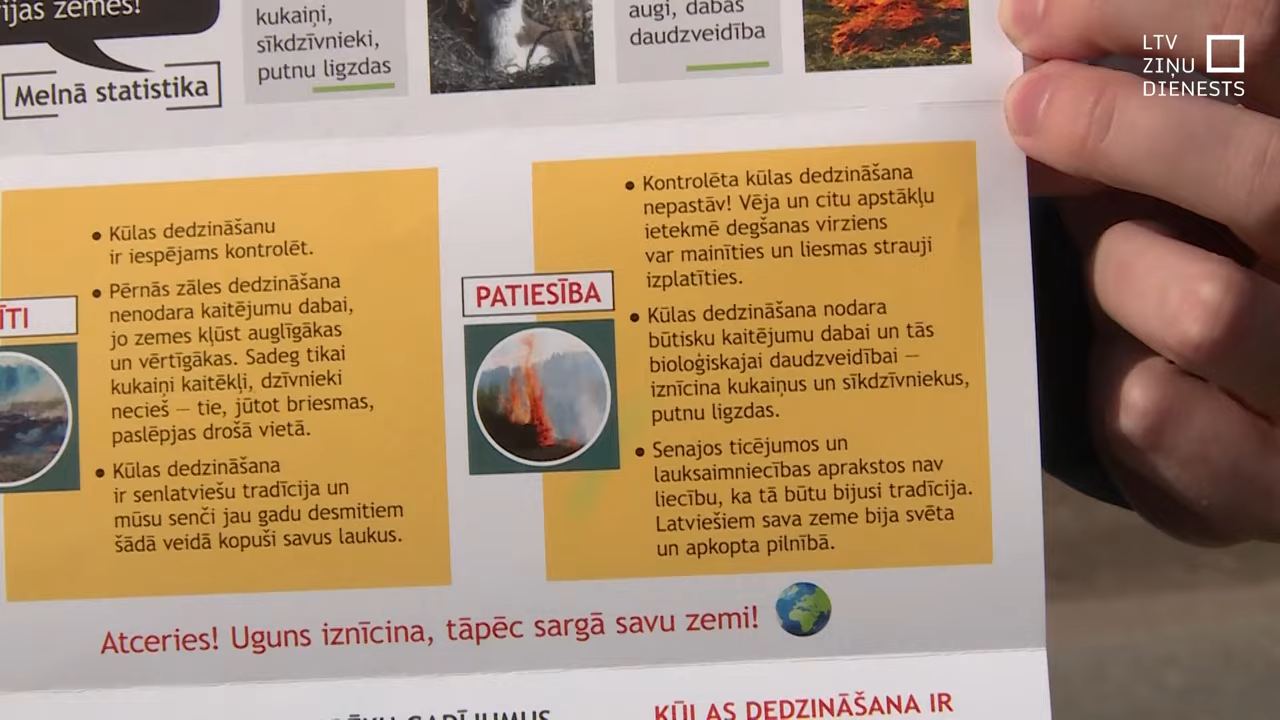 LTV
ZIŅU
DIENESTS
zemes!
Melnā statistika
kukaiņi,
sīkdzīvnieki,
putnu ligzdas
augi, dabas
daudzveidība
• Kūlas dedzināšanu
ir iespējams kontrolēt.
• Pērnās zāles dedzināšana
nenodara kaitējumu dabai,
jo zemes kļūst auglīgākas
un vērtīgākas. Sadeg tikai
kukaiņi kaitēkļi, dzīvnieki
necieš — tie, jūtot briesmas,
paslēpjas drošā vietā.
• Kūlas dedzināšana
ir senlatviešu tradīcija un
mūsu senči jau gadu desmitiem
šādā veidā kopuši savus laukus.
PATIESĪBA
• Kontrolēta kūlas dedzināšana
nepastāv! Vēja un citu apstākļu
ietekmē degšanas virziens
var mainīties un liesmas strauji
izplatīties.
• Kūlas dedzināšana nodara
būtisku kaitējumu dabai un tās
bioloģiskajai daudzveidībai —
iznīcina kukaiņus un sīkdzīvniekus,
putnu ligzdas.
• Senajos ticējumos un
lauksaimniecības aprakstos nav
liecību, ka tā būtu bijusi tradīcija.
Latviešiem sava zeme bija svēta
un apkopta pilnībā.
Atceries! Uguns iznīcina, tāpēc sargā savu zemi!
KŪLAS DEDZINĀŠANA IR